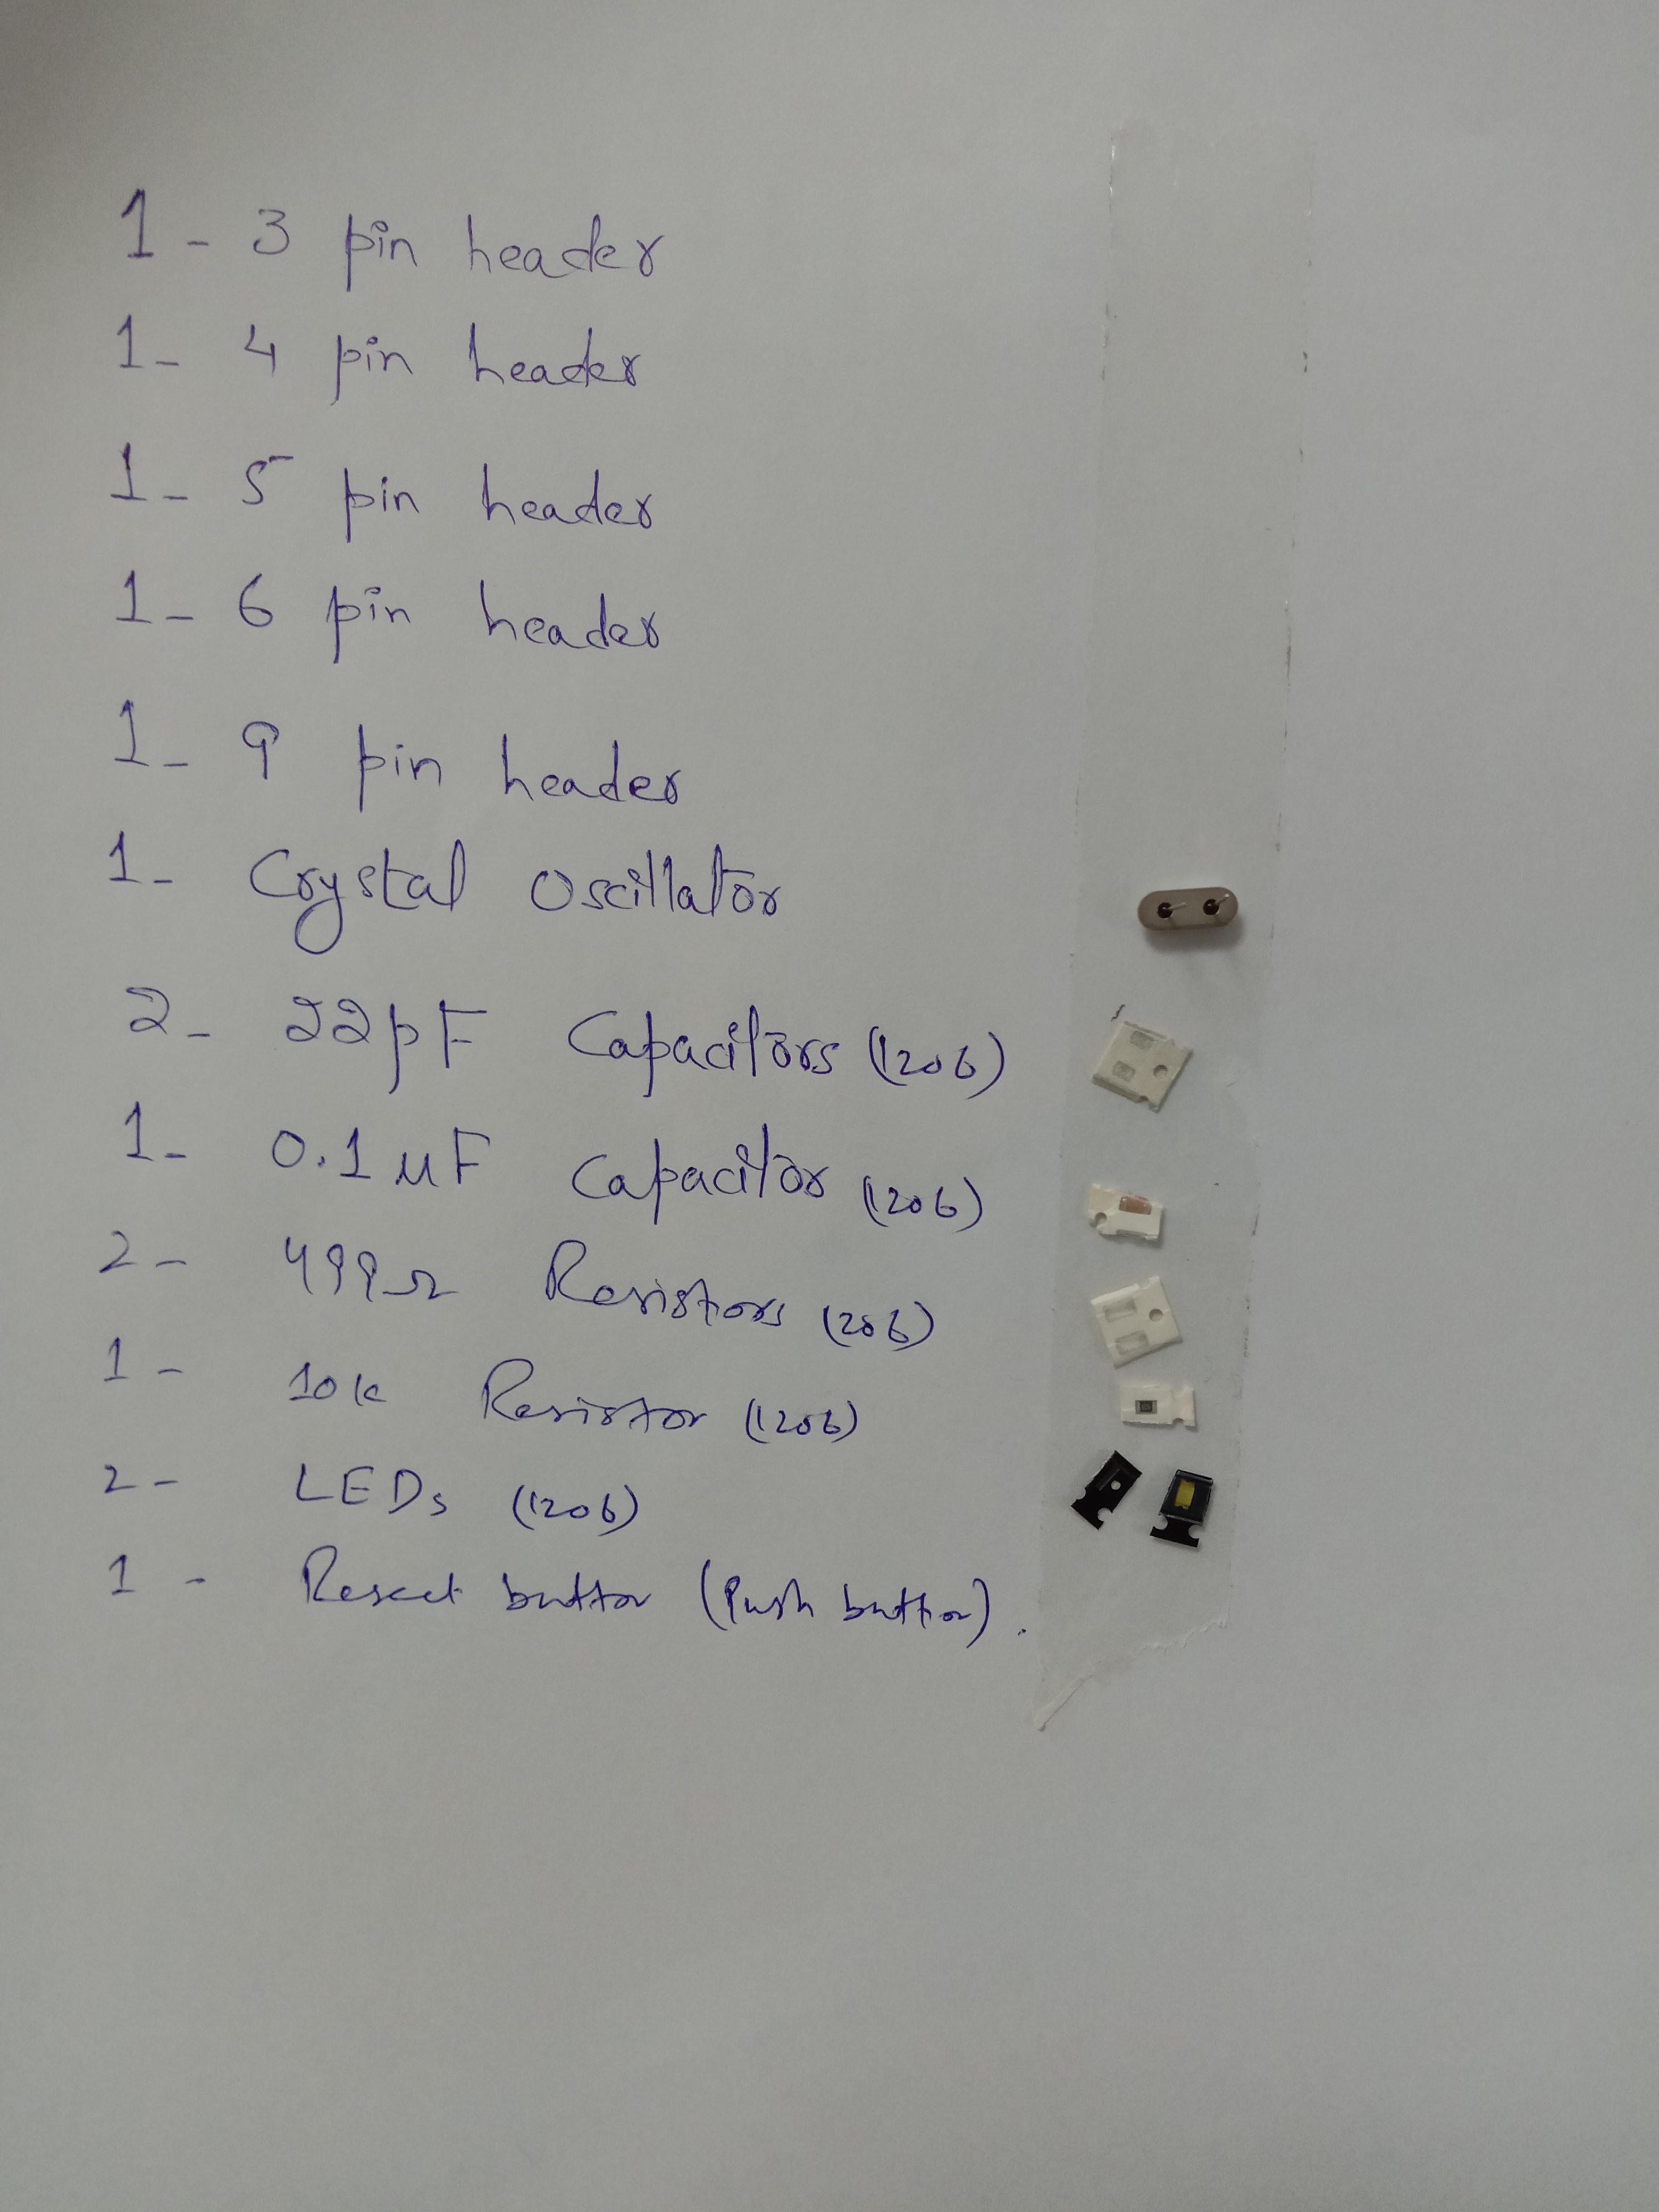 1 - 3 pin header
1 - 4 pin header
1 - 5 pin header
1 - 6 pin header
1 - 9 pin header
1 - Crystal Oscillator
2 - 22pF Capacitors (1206)
1 - 0.1 µF Capacitor (1206)
2 - 499Ω Resistors (1206)
1 - 10k Resistor (1206)
2 - LEDs (1206)
1 - Reset button (Push button).